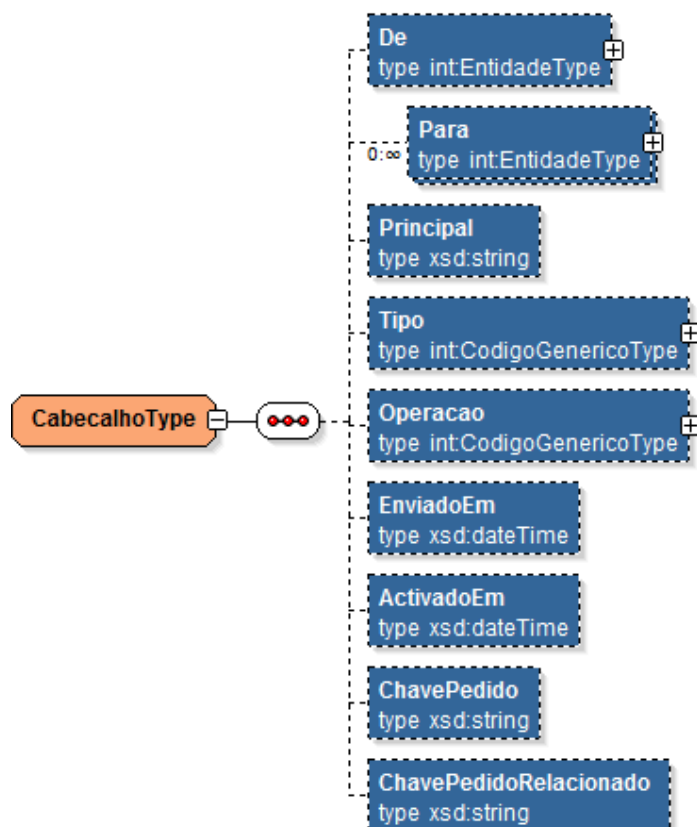 De
type int:EntidadeType
Para
0:∞
type int:EntidadeType
Principal
type xsd:string
Tipo
type int:CodigoGenericoType
CabecalhoType
Operacao
type int:CodigoGenericoType
EnviadoEm
type xsd:dateTime
ActivadoEm
type xsd:dateTime
ChavePedido
type xsd:string
ChavePedidoRelacionado
type xsd:string